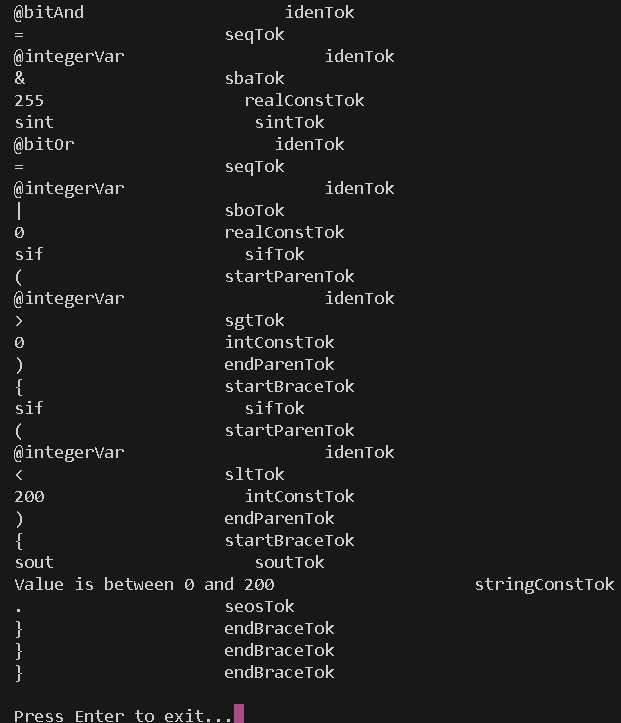 @bitAnd                    idenTok
=                    seqTok
@integerVar                    idenTok
&                    sbaTok
255                    realConstTok
sint                    sintTok
@bitOr                    idenTok
=                    seqTok
@integerVar                    idenTok
|                    sboTok
0                    realConstTok
sif                    sifTok
(                    startParenTok
@integerVar                    idenTok
>                    sgtTok
0                    intConstTok
)                    endParenTok
{                    startBraceTok
sif                    sifTok
(                    startParenTok
@integerVar                    idenTok
<                    sltTok
200                    intConstTok
)                    endParenTok
{                    startBraceTok
sout                    soutTok
Value is between 0 and 200                    stringConstTok
.                    seosTok
}                    endBraceTok
}                    endBraceTok
}                    endBraceTok
Press Enter to exit...